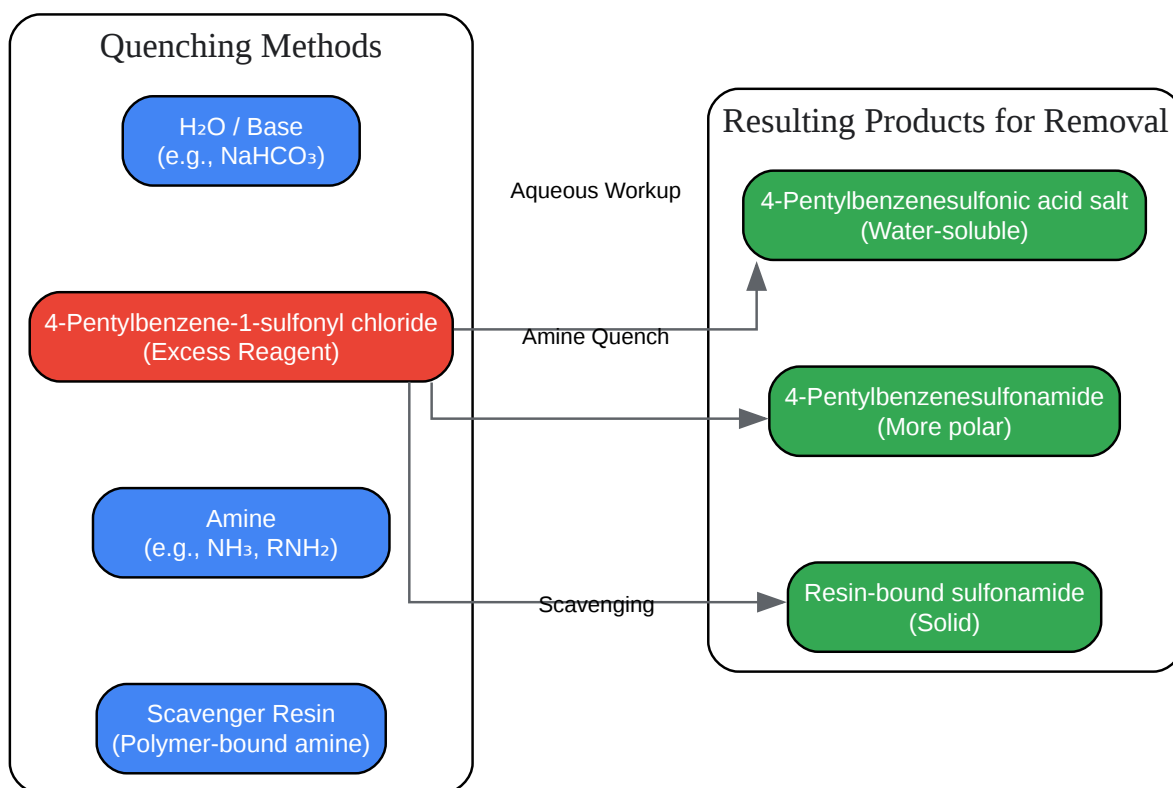 Quenching Methods
H₂O / Base
(e.g., NaHCO₃)
4-Pentylbenzene-1-sulfonyl chloride
(Excess Reagent)
Amine
(e.g., NH₃, RNH₂)
Scavenger Resin
(Polymer-bound amine)
Aqueous Workup
Amine Quench
Scavenging
Resulting Products for Removal
4-Pentylbenzenesulfonic acid salt
(Water-soluble)
4-Pentylbenzenesulfonamide
(More polar)
Resin-bound sulfonamide
(Solid)